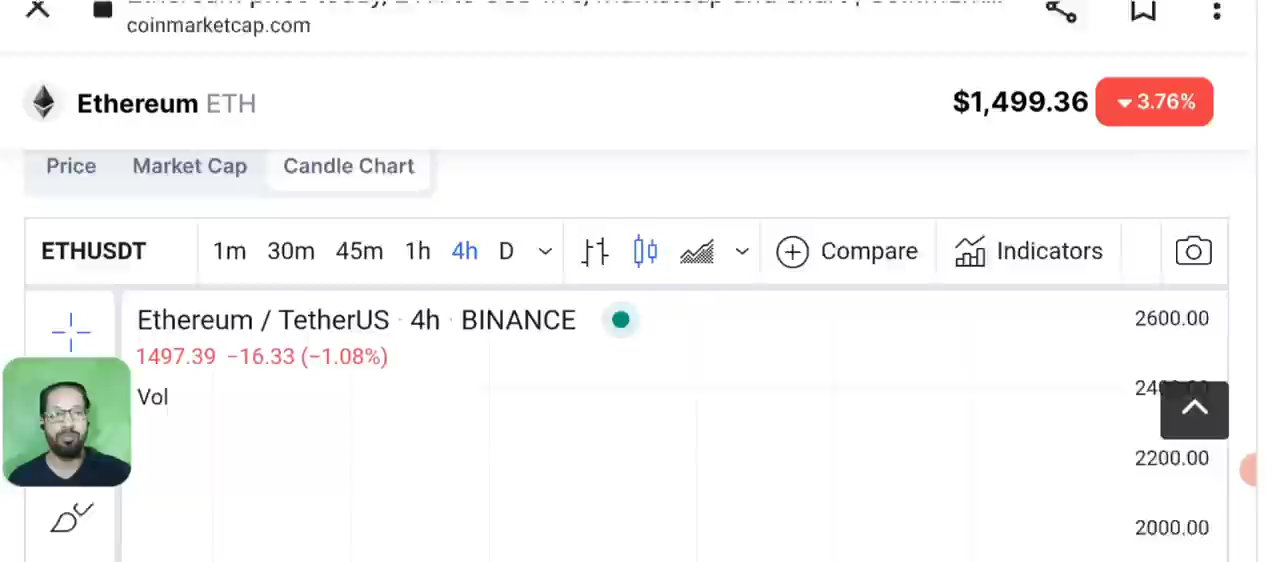 coinmarketcap.com
Ethereum ETH
$1,499.36
3.76%
Price Market Cap Candle Chart
ETHUSDT 1m 30m 45m 1h 4h D Compare Indicators
Ethereum / TetherUS · 4h · BINANCE
2600.00
1497.39 −16.33 (−1.08%)
Vol
2200.00
2000.00